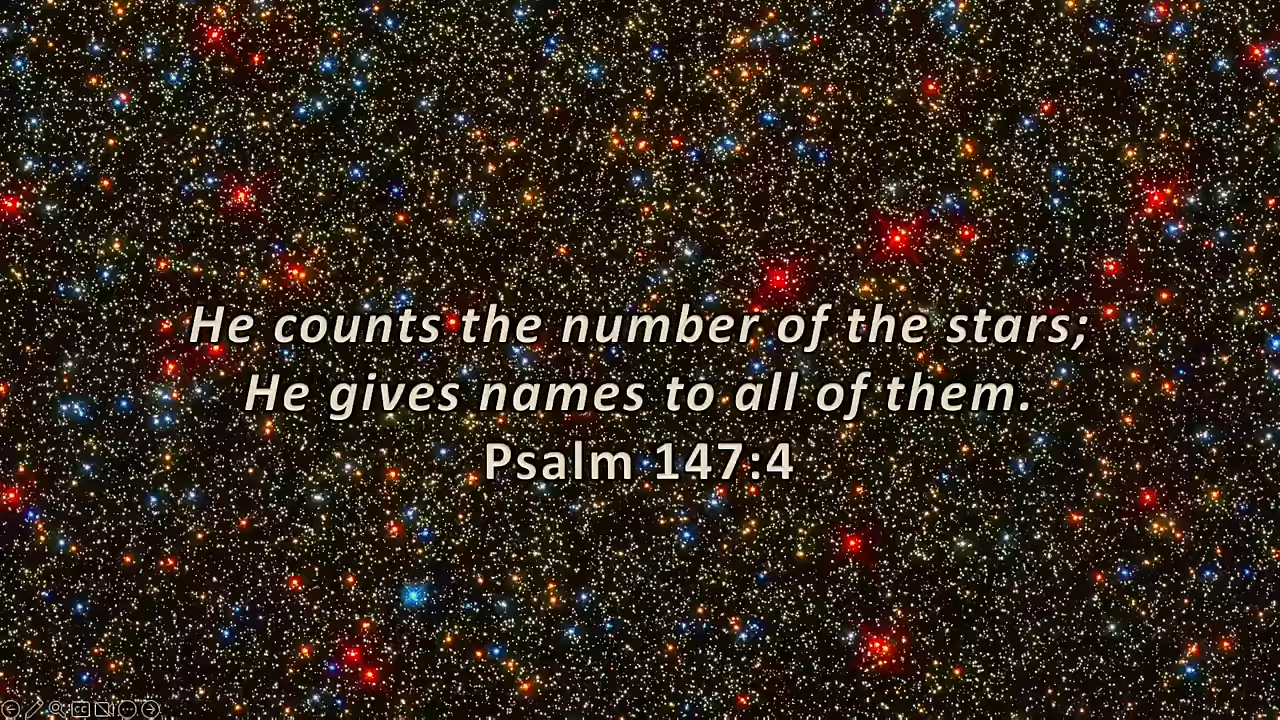 He counts the number of the stars;
He gives names to all of them.
Psalm 147:4